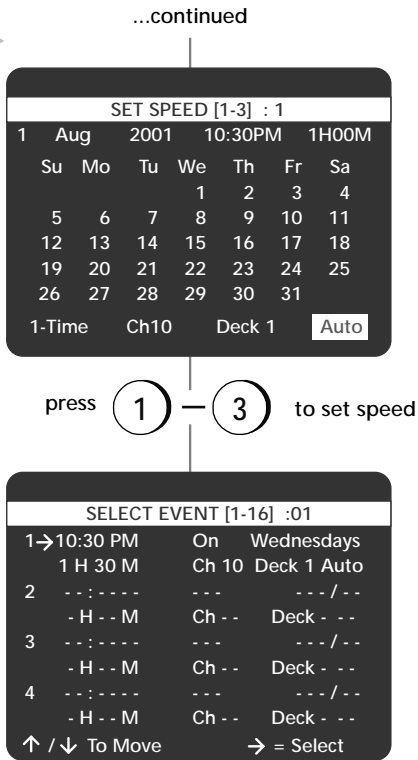 ...continued
SET SPEED [1-3] : 1
1 Aug 2001 10:30PM 1H00M
Su Mo Tu We Th Fr Sa
1 2 3 4
5 6 7 8 9 10 11
12 13 14 15 16 17 18
19 20 21 22 23 24 25
26 27 28 29 30 31
1-Time Ch10 Deck 1 Auto
press 1 – 3 to set speed
SELECT EVENT [1-16] :01
1→10:30 PM On Wednesdays
1 H 30 M Ch 10 Deck 1 Auto
2 - - : - - - - - - - - - - / - -
- H - - M Ch - - Deck - - -
3 - - : - - - - - - - - - - / - -
- H - - M Ch - - Deck - - -
4 - - : - - - - - - - - - - / - -
- H - - M Ch - - Deck - - -
↑ / ↓ To Move → = Select